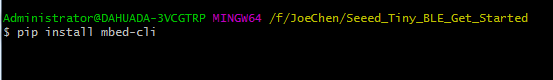 Administrator@DAHUADA-3VCGTRP MINGW64 /f/JoeChen/Seeed_Tiny_BLE_Get_Started
$ pip install mbed-cli